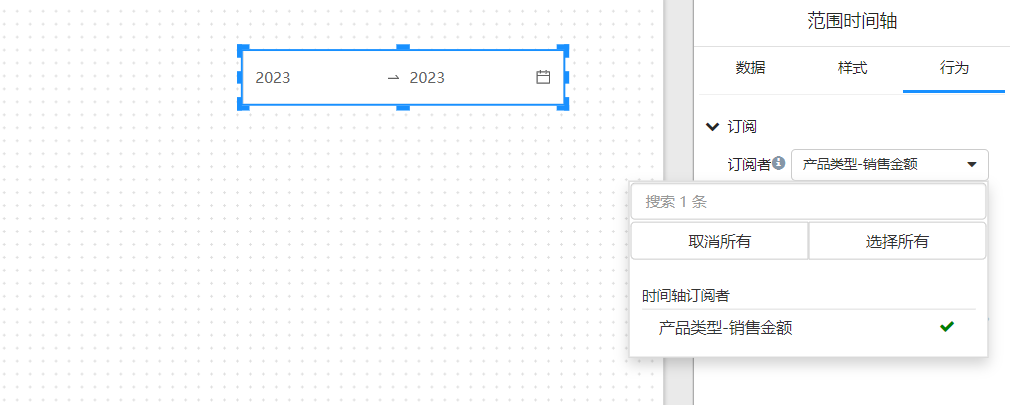 范围时间轴
数据 样式 行为
2023 → 2023
订阅
订阅者 产品类型-销售金额
搜索 1 条
取消所有 选择所有
时间轴订阅者
产品类型-销售金额